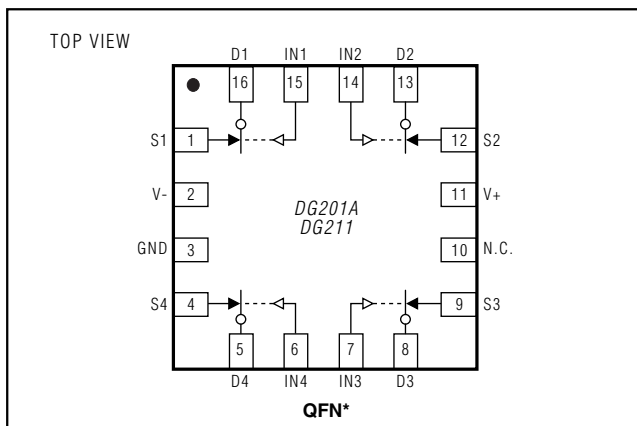 TOP VIEW
D1 IN1 IN2 D2
16 15 14 13
S1 1 12 S2
V- 2 11 V+
DG201A
DG211
GND 3 10 N.C.
S4 4 9 S3
5 6 7 8
D4 IN4 IN3 D3
QFN*